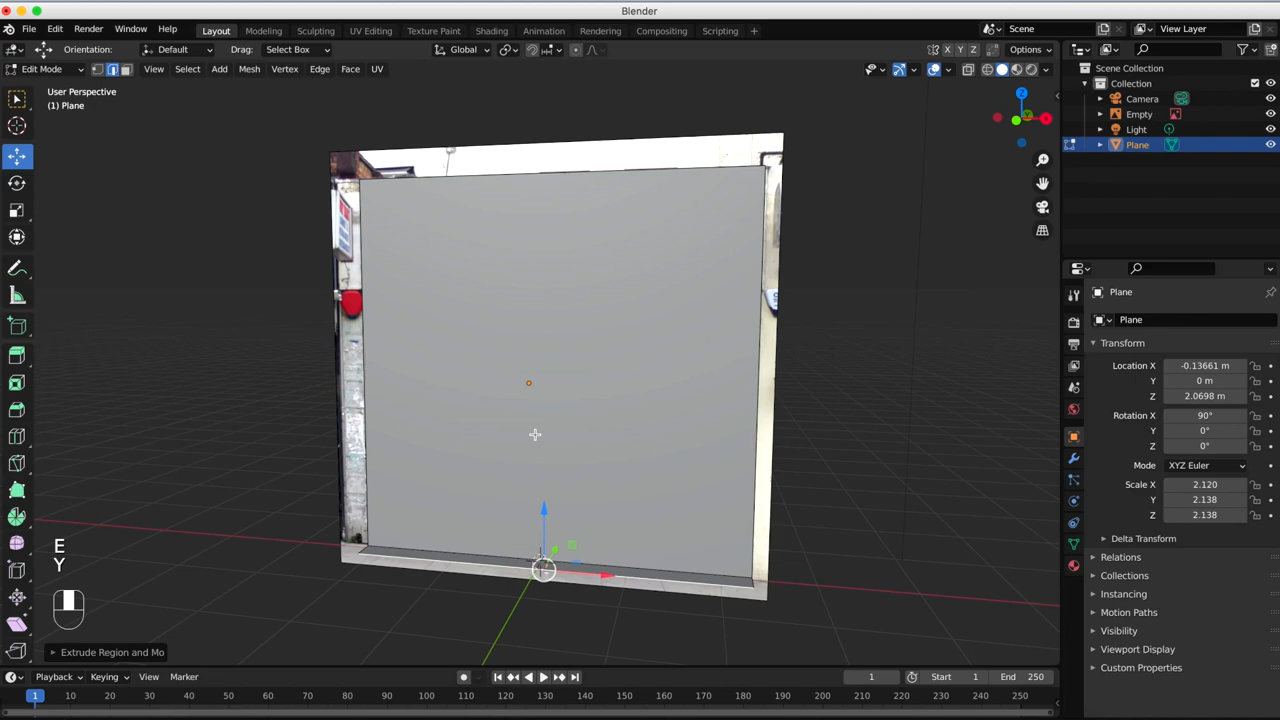 Blender
File Edit Render Window Help
Layout Modeling Sculpting UV Editing Texture Paint Shading Animation Rendering Compositing Scripting +
Scene
View Layer
Orientation: Default Drag: Select Box
Global
X Y Z Options
Edit Mode View Select Add Mesh Vertex Edge Face UV
User Perspective
(1) Plane
Z
X
Y
Scene Collection
Collection
Camera
Empty
Light
Plane
Plane
Plane
Transform
Location X -0.13661 m
Y 0 m
Z 2.0698 m
Rotation X 90°
Y 0°
Z 0°
Mode XYZ Euler
Scale X 2.120
Y 2.138
Z 2.138
Delta Transform
Relations
Collections
Instancing
Motion Paths
Visibility
Viewport Display
Custom Properties
E
Y
Extrude Region and Mo
Playback Keying View Marker
1 Start 1 End 250
1 10 20 30 40 50 60 70 80 90 100 110 120 130 140 150 160 170 180 190 200 210 220 230 240 250